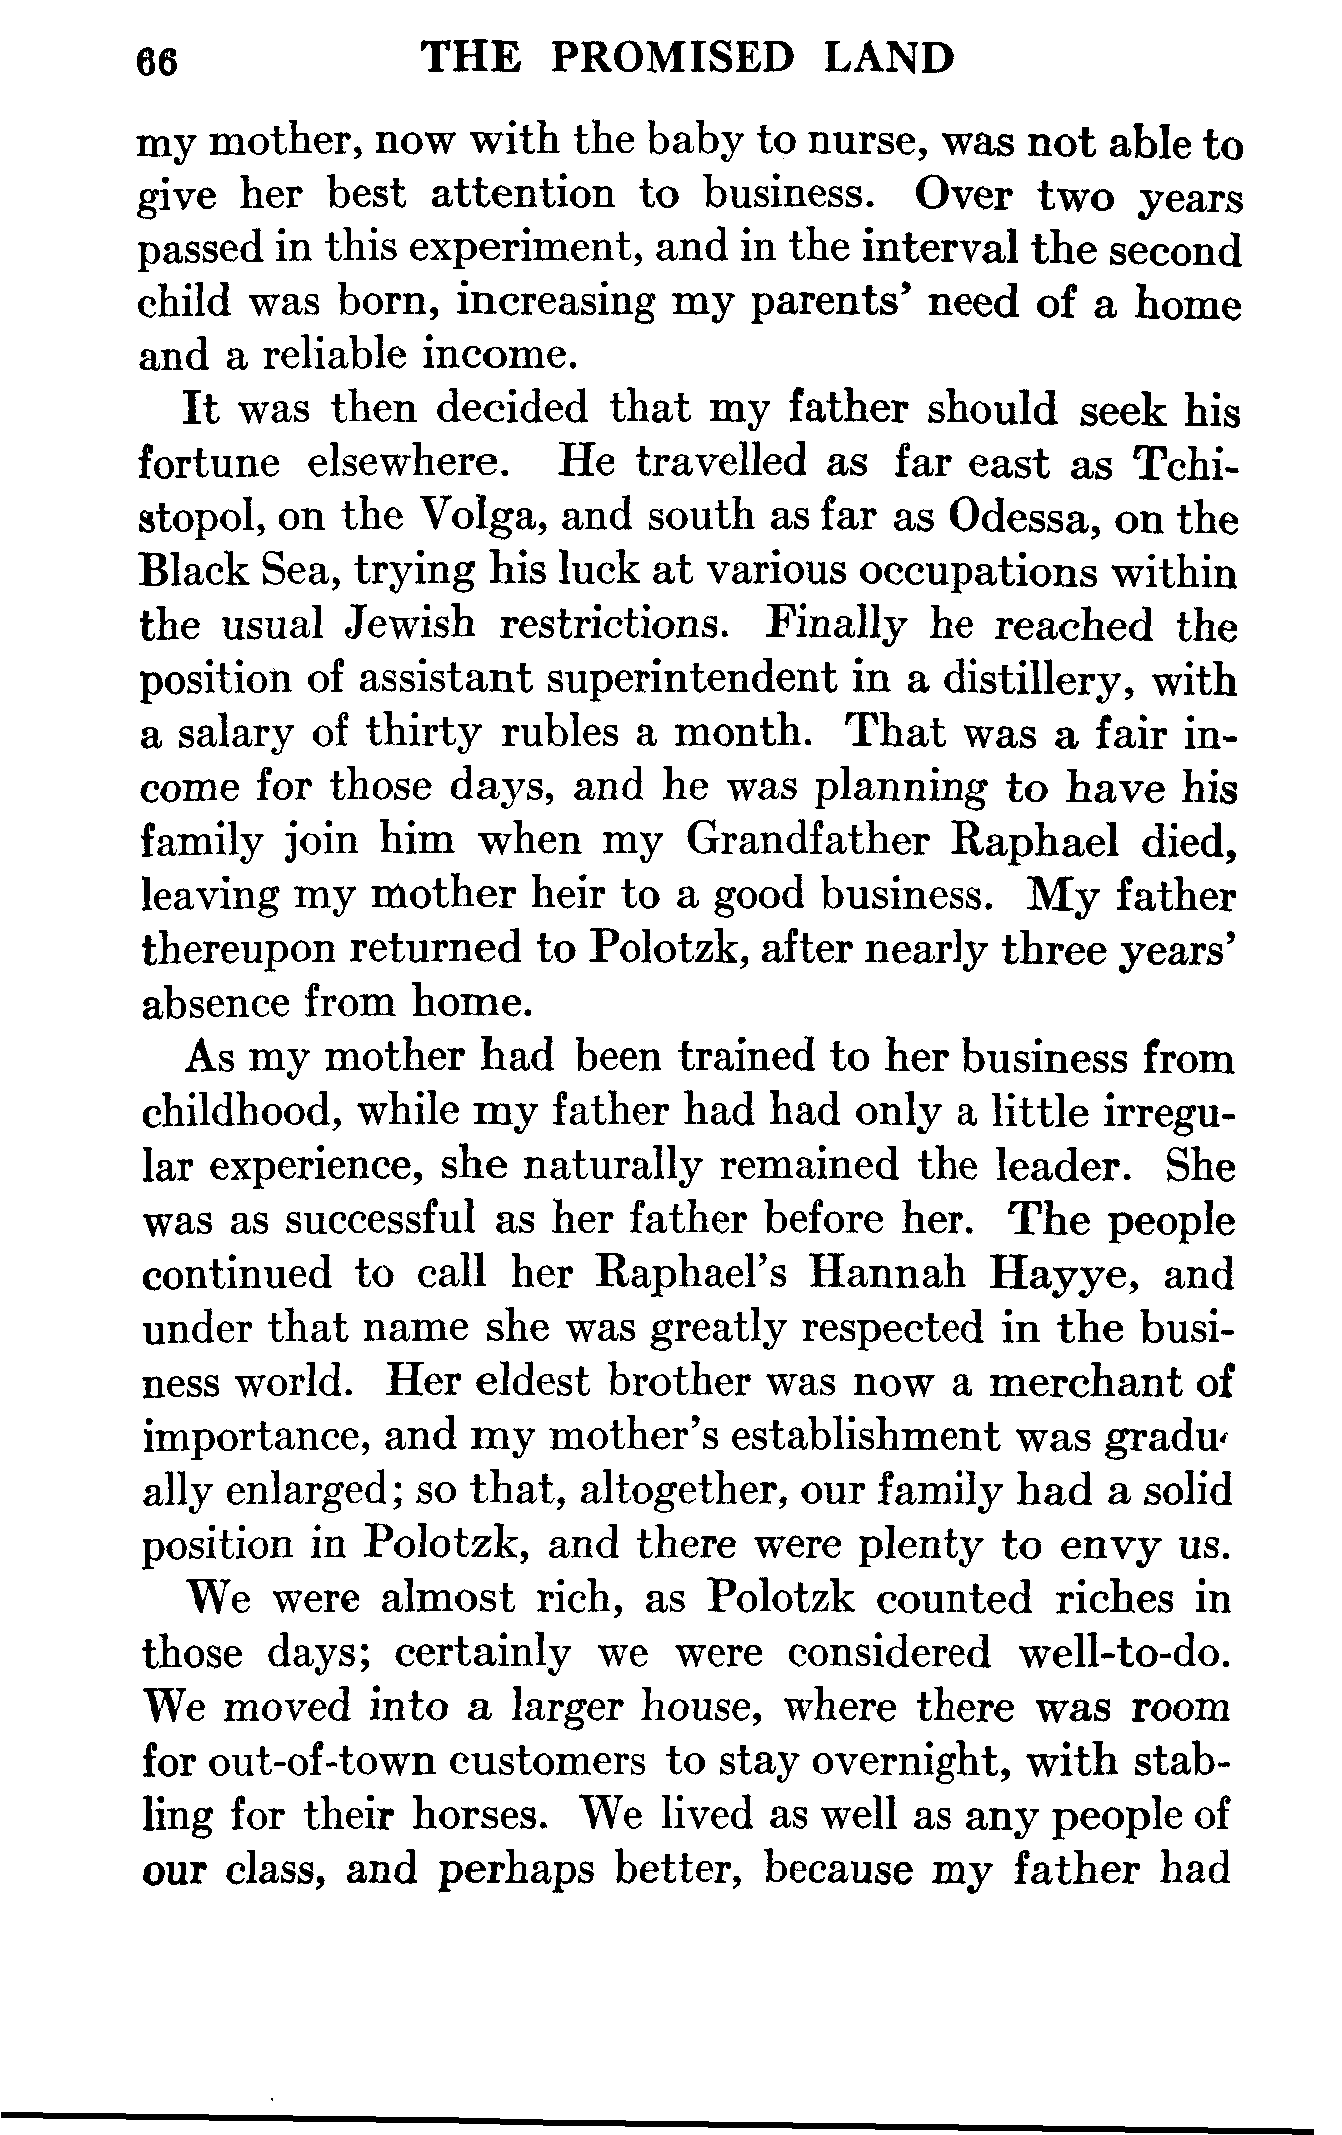 66 THE PROMISED LAND
my mother, now with the baby to nurse, was not able to
give her best attention to business. Over two years
passed in this experiment, and in the interval the second
child was born, increasing my parents' need of a home
and a reliable income.
It was then decided that my father should seek his
fortune elsewhere. He travelled as far east as Tchi-
stopol, on the Volga, and south as far as Odessa, on the
Black Sea, trying his luck at various occupations within
the usual Jewish restrictions. Finally he reached the
position of assistant superintendent in a distillery, with
a salary of thirty rubles a month. That was a fair in-
come for those days, and he was planning to have his
family join him when my Grandfather Raphael died,
leaving my mother heir to a good business. My father
thereupon returned to Polotzk, after nearly three years'
absence from home.
As my mother had been trained to her business from
childhood, while my father had had only a little irregu-
lar experience, she naturally remained the leader. She
was as successful as her father before her. The people
continued to call her Raphael's Hannah Hayye, and
under that name she was greatly respected in the busi-
ness world. Her eldest brother was now a merchant of
importance, and my mother's establishment was gradu-
ally enlarged; so that, altogether, our family had a solid
position in Polotzk, and there were plenty to envy us.
We were almost rich, as Polotzk counted riches in
those days; certainly we were considered well-to-do.
We moved into a larger house, where there was room
for out-of-town customers to stay overnight, with stab-
ling for their horses. We lived as well as any people of
our class, and perhaps better, because my father had